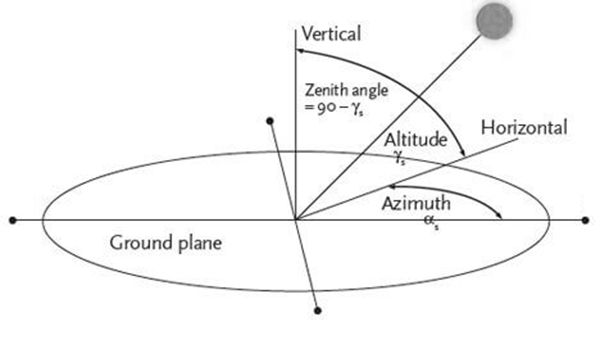 Vertical
Zenith angle
= 90 – γs
Altitude
γs
Horizontal
Azimuth
αs
Ground plane